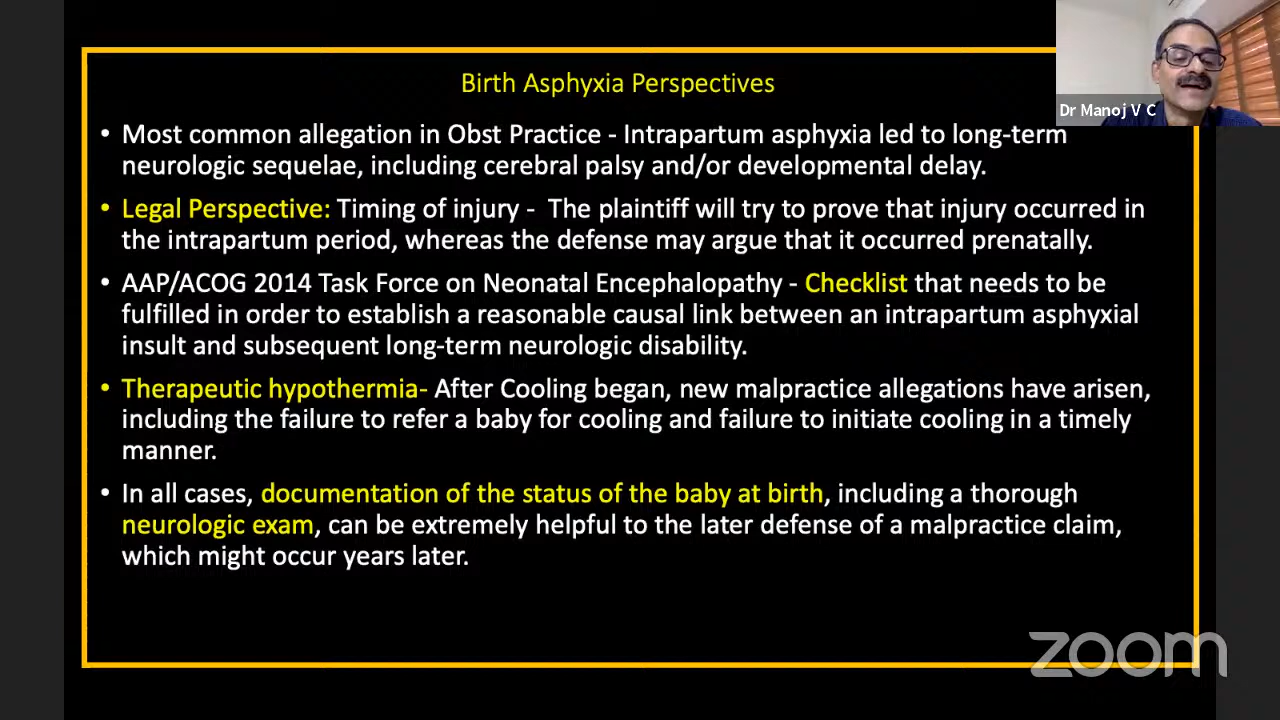 Birth Asphyxia Perspectives
Dr Manoj V C
• Most common allegation in Obst Practice - Intrapartum asphyxia led to long-term
neurologic sequelae, including cerebral palsy and/or developmental delay.
• Legal Perspective: Timing of injury - The plaintiff will try to prove that injury occurred in
the intrapartum period, whereas the defense may argue that it occurred prenatally.
• AAP/ACOG 2014 Task Force on Neonatal Encephalopathy - Checklist that needs to be
fulfilled in order to establish a reasonable causal link between an intrapartum asphyxial
insult and subsequent long-term neurologic disability.
• Therapeutic hypothermia- After Cooling began, new malpractice allegations have arisen,
including the failure to refer a baby for cooling and failure to initiate cooling in a timely
manner.
• In all cases, documentation of the status of the baby at birth, including a thorough
neurologic exam, can be extremely helpful to the later defense of a malpractice claim,
which might occur years later.
zoom